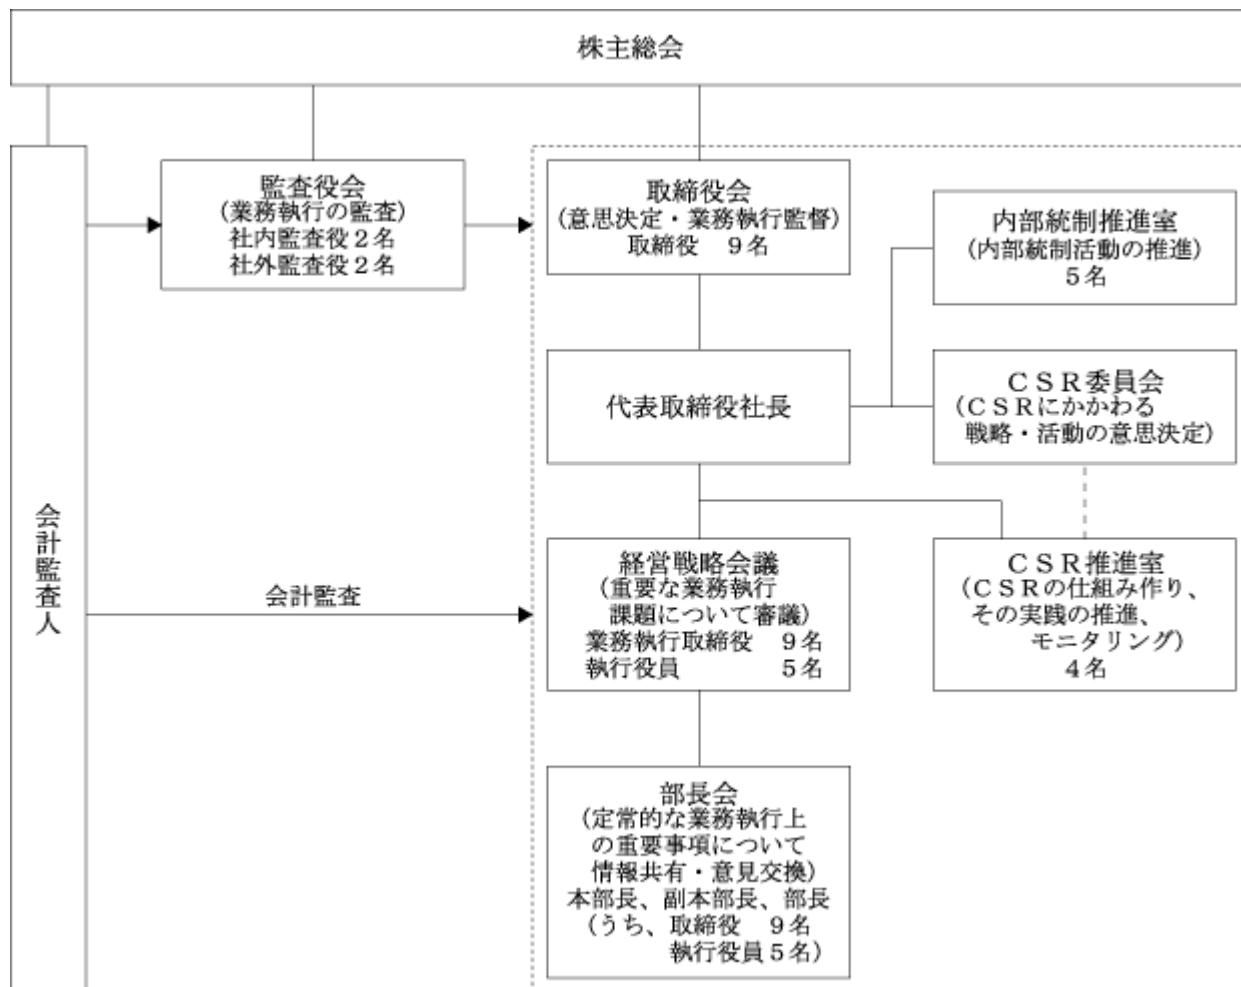 株主総会
監査役会
(業務執行の監査)
社内監査役2名
社外監査役2名
取締役会
(意思決定・業務執行監督)
取締役 9名
内部統制推進室
(内部統制活動の推進)
5名
代表取締役社長
CSR委員会
(CSRにかかわる
戦略・活動の意思決定)
会計監査人
会計監査
経営戦略会議
(重要な業務執行
課題について審議)
業務執行取締役 9名
執行役員 5名
CSR推進室
(CSRの仕組み作り、
その実践の推進、
モニタリング)
4名
部長会
(定常的な業務執行上
の重要事項について
情報共有・意見交換)
本部長、副本部長、部長
(うち、取締役 9名
執行役員5名)